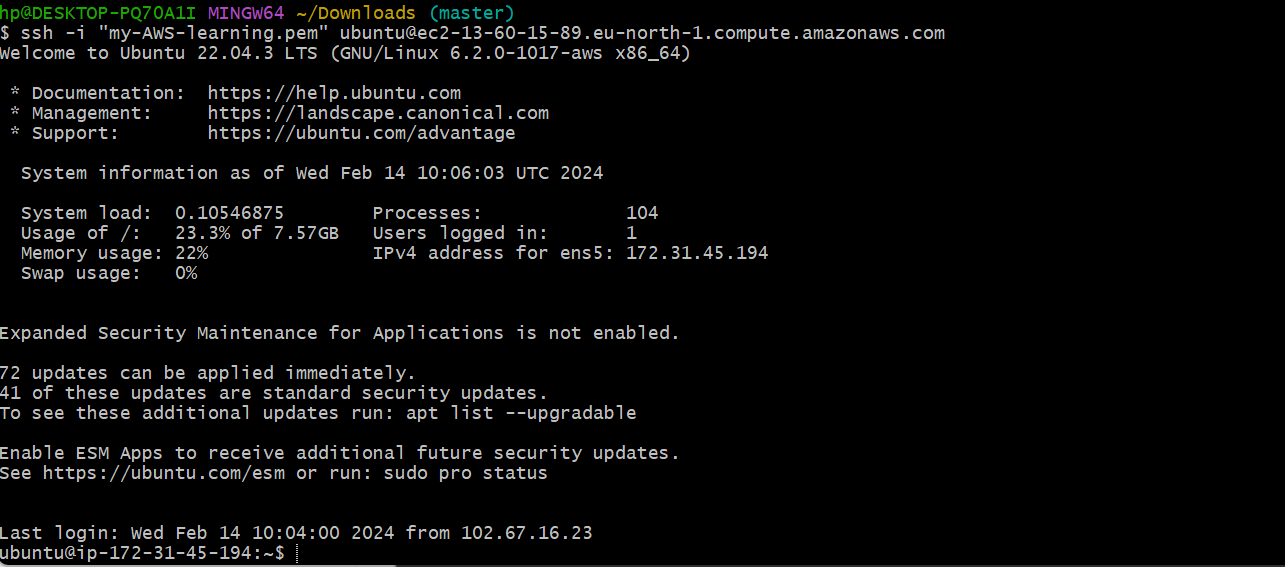 hp@DESKTOP-PQ70A1I MINGW64 ~/Downloads (master)
$ ssh -i "my-AWS-learning.pem" ubuntu@ec2-13-60-15-89.eu-north-1.compute.amazonaws.com
Welcome to Ubuntu 22.04.3 LTS (GNU/Linux 6.2.0-1017-aws x86_64)

 * Documentation:  https://help.ubuntu.com
 * Management:     https://landscape.canonical.com
 * Support:        https://ubuntu.com/advantage

  System information as of Wed Feb 14 10:06:03 UTC 2024

  System load:  0.10546875        Processes:             104
  Usage of /:   23.3% of 7.57GB   Users logged in:       1
  Memory usage: 22%               IPv4 address for ens5: 172.31.45.194
  Swap usage:   0%

Expanded Security Maintenance for Applications is not enabled.

72 updates can be applied immediately.
41 of these updates are standard security updates.
To see these additional updates run: apt list --upgradable

Enable ESM Apps to receive additional future security updates.
See https://ubuntu.com/esm or run: sudo pro status

Last login: Wed Feb 14 10:04:00 2024 from 102.67.16.23
ubuntu@ip-172-31-45-194:~$